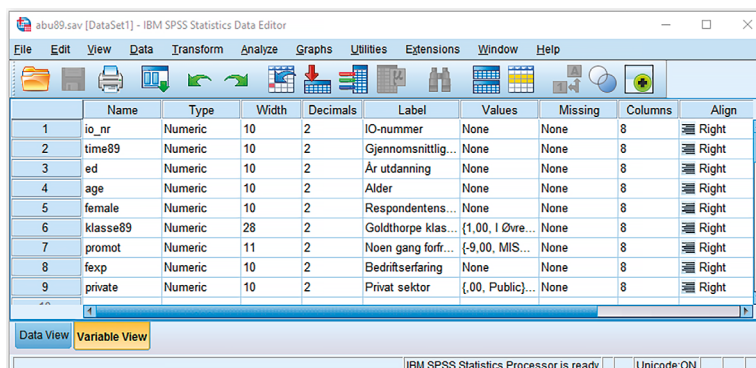 abu89.sav [DataSet1] - IBM SPSS Statistics Data Editor
File Edit View Data Transform Analyze Graphs Utilities Extensions Window Help
Name Type Width Decimals Label Values Missing Columns Align
1 io_nr Numeric 10 2 IO-nummer None None 8 Right
2 time89 Numeric 10 2 Gjennomsnittlig... None None 8 Right
3 ed Numeric 10 2 År utdanning None None 8 Right
4 age Numeric 10 2 Alder None None 8 Right
5 female Numeric 10 2 Respondentens... None None 8 Right
6 klasse89 Numeric 28 2 Goldthorpe klas... {1,00, I Øvre... None 8 Right
7 promot Numeric 11 2 Noen gang forfr... {-9,00, MIS... None 8 Right
8 fexp Numeric 10 2 Bedriftserfaring None None 8 Right
9 private Numeric 10 2 Privat sektor {,00, Public}... None 8 Right
Data View Variable View
IBM SPSS Statistics Processor is ready Unicode:ON